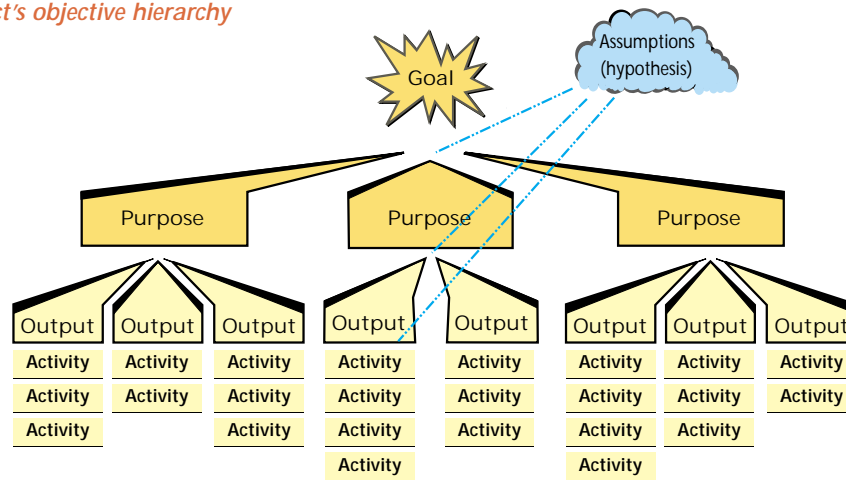 ct's objective hierarchy
Assumptions
(hypothesis)
Goal
Purpose Purpose Purpose
Output Output Output Output Output Output Output Output
Activity Activity Activity Activity Activity Activity Activity Activity
Activity Activity Activity Activity Activity Activity Activity Activity
Activity Activity Activity Activity Activity Activity
Activity Activity